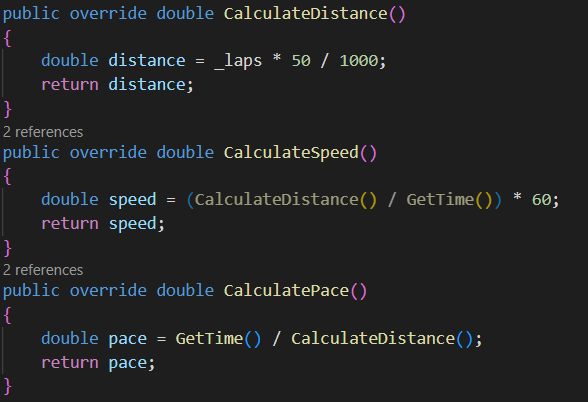 public override double CalculateDistance()
{
    double distance = _laps * 50 / 1000;
    return distance;
}
2 references
public override double CalculateSpeed()
{
    double speed = (CalculateDistance() / GetTime()) * 60;
    return speed;
}
2 references
public override double CalculatePace()
{
    double pace = GetTime() / CalculateDistance();
    return pace;
}